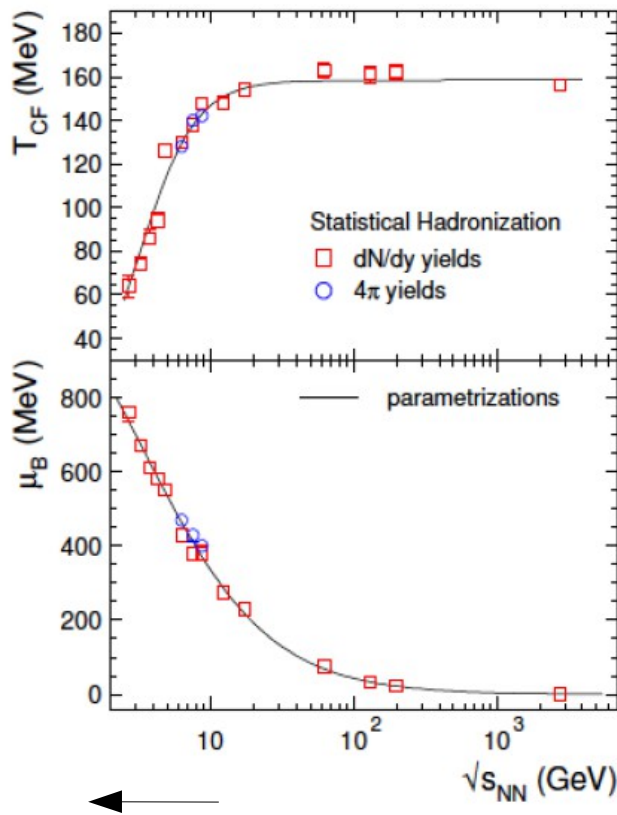 180
160
140
120
100
80
60
40
T_CF (MeV)
Statistical Hadronization
dN/dy yields
4π yields
800
600
400
200
0
μ_B (MeV)
parametrizations
10
10²
10³
√s_NN (GeV)